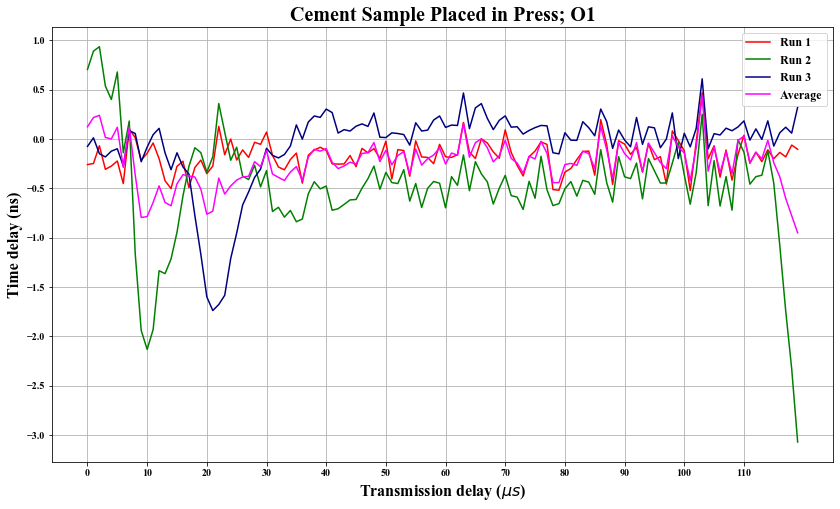 Cement Sample Placed in Press; O1
Run 1
Run 2
Run 3
Average
1.0
0.5
0.0
−0.5
−1.0
−1.5
−2.0
−2.5
−3.0
Time delay (ns)
0 10 20 30 40 50 60 70 80 90 100 110
Transmission delay (μs)